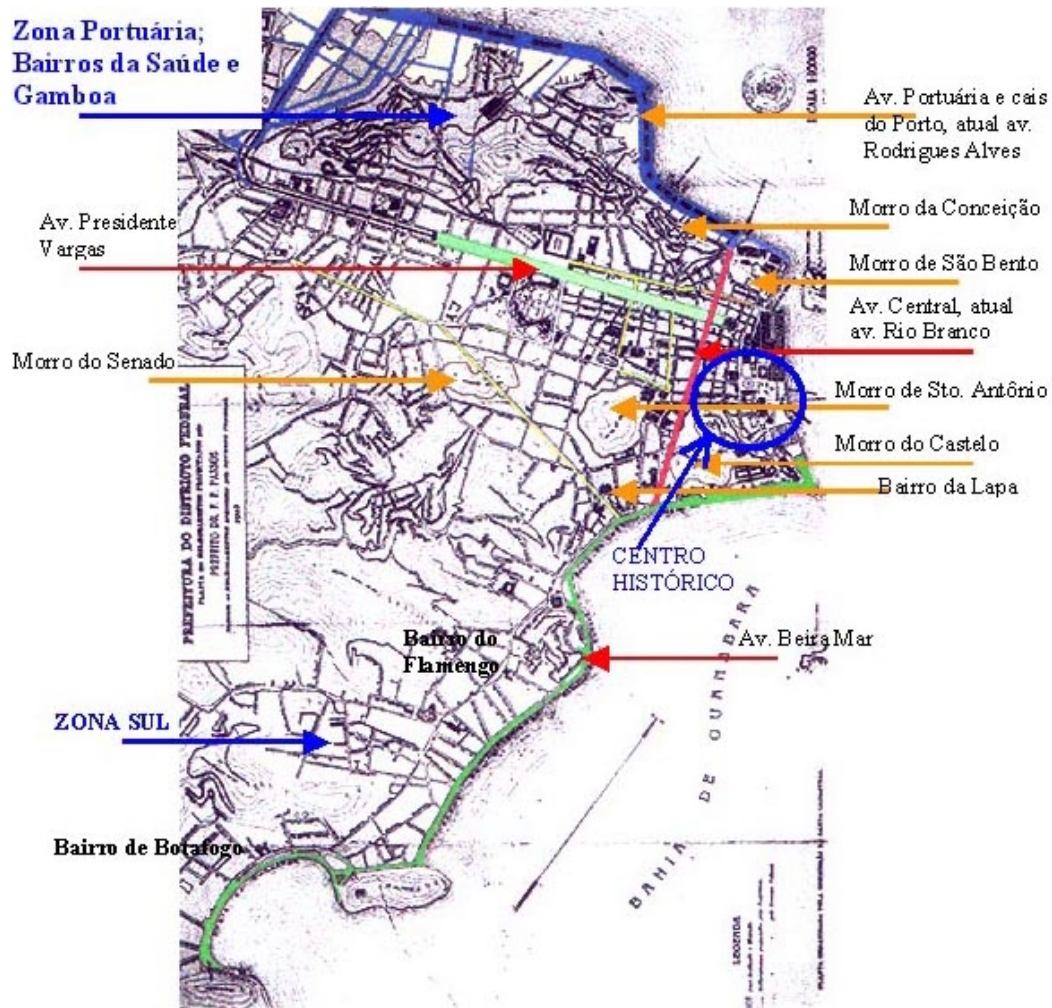 Zona Portuária;
Bairros da Saúde e
Gamboa
Av. Portuária e cais
do Porto, atual av.
Rodrigues Alves
Morro da Conceição
Av. Presidente
Vargas
Morro de São Bento
Av. Central, atual
av. Rio Branco
Morro do Senado
Morro de Sto. Antônio
Morro do Castelo
Bairro da Lapa
CENTRO
HISTÓRICO
PREFEITURA DO DISTRICTO FEDERAL
PREFEITO DR. F. P. PASSOS
Bairro do
Flamengo
Av. Beira Mar
ZONA SUL
Bairro de Botafogo
BAHIA DE GUANABARA